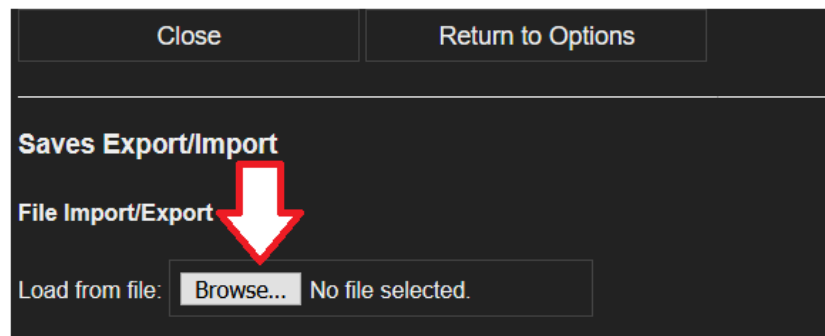 Close Return to Options
Saves Export/Import
File Import/Export
Load from file: Browse... No file selected.